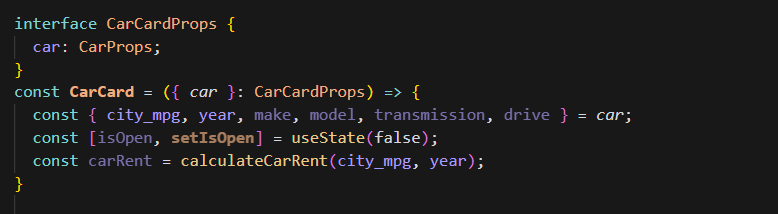 interface CarCardProps {
  car: CarProps;
}
const CarCard = ({ car }: CarCardProps) => {
  const { city_mpg, year, make, model, transmission, drive } = car;
  const [isOpen, setIsOpen] = useState(false);
  const carRent = calculateCarRent(city_mpg, year);
}